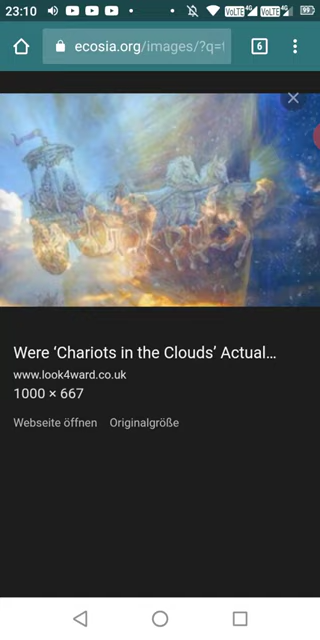 23:10
ecosia.org/images/?q=
6
Were ‘Chariots in the Clouds’ Actual…
www.look4ward.co.uk
1000 × 667
Webseite öffnen Originalgröße